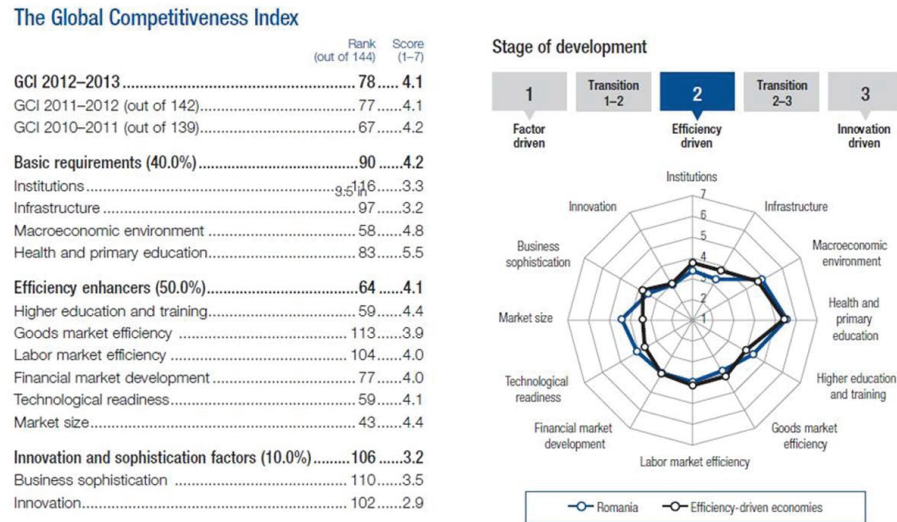 The Global Competitiveness Index
Rank Score
(out of 144) (1–7)
GCI 2012–2013 78 4.1
GCI 2011–2012 (out of 142) 77 4.1
GCI 2010–2011 (out of 139) 67 4.2
Basic requirements (40.0%) 90 4.2
Institutions 116 3.3
3.5 in
Infrastructure 97 3.2
Macroeconomic environment 58 4.8
Health and primary education 83 5.5
Efficiency enhancers (50.0%) 64 4.1
Higher education and training 59 4.4
Goods market efficiency 113 3.9
Labor market efficiency 104 4.0
Financial market development 77 4.0
Technological readiness 59 4.1
Market size 43 4.4
Innovation and sophistication factors (10.0%) 106 3.2
Business sophistication 110 3.5
Innovation 102 2.9
Stage of development
1
Transition
1–2
2
Transition
2–3
3
Factor
driven
Efficiency
driven
Innovation
driven
Institutions
Infrastructure
Macroeconomic
environment
Health and
primary
education
Higher education
and training
Goods market
efficiency
Labor market efficiency
Financial market
development
Technological
readiness
Market size
Business
sophistication
Innovation
7
6
5
4
3
2
1
Romania Efficiency-driven economies